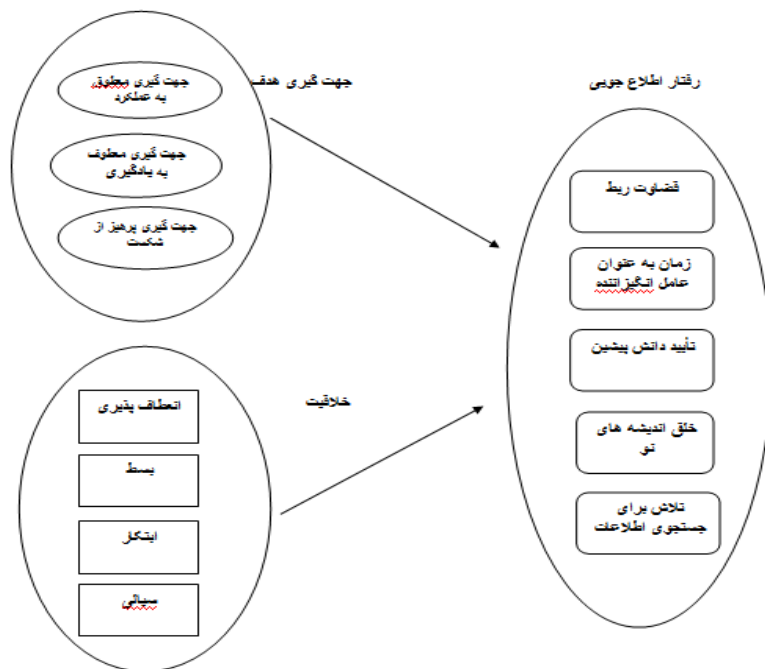 جهت گیری هدف
رفتار اطلاع جویی
جهت گیری معطوق
به عملکرد
جهت گیری معطوف
به یادگیری
جهت گیری پرهیز از
شکست
قضاوت ربط
زمان به عنوان
عامل انگیزاننده
تأیید دانش پیشین
خلق اندیشه های
نو
تلاش برای
جستجوی اطلاعات
خلاقیت
انعطاف پذیری
بسط
ابتکار
سیالی